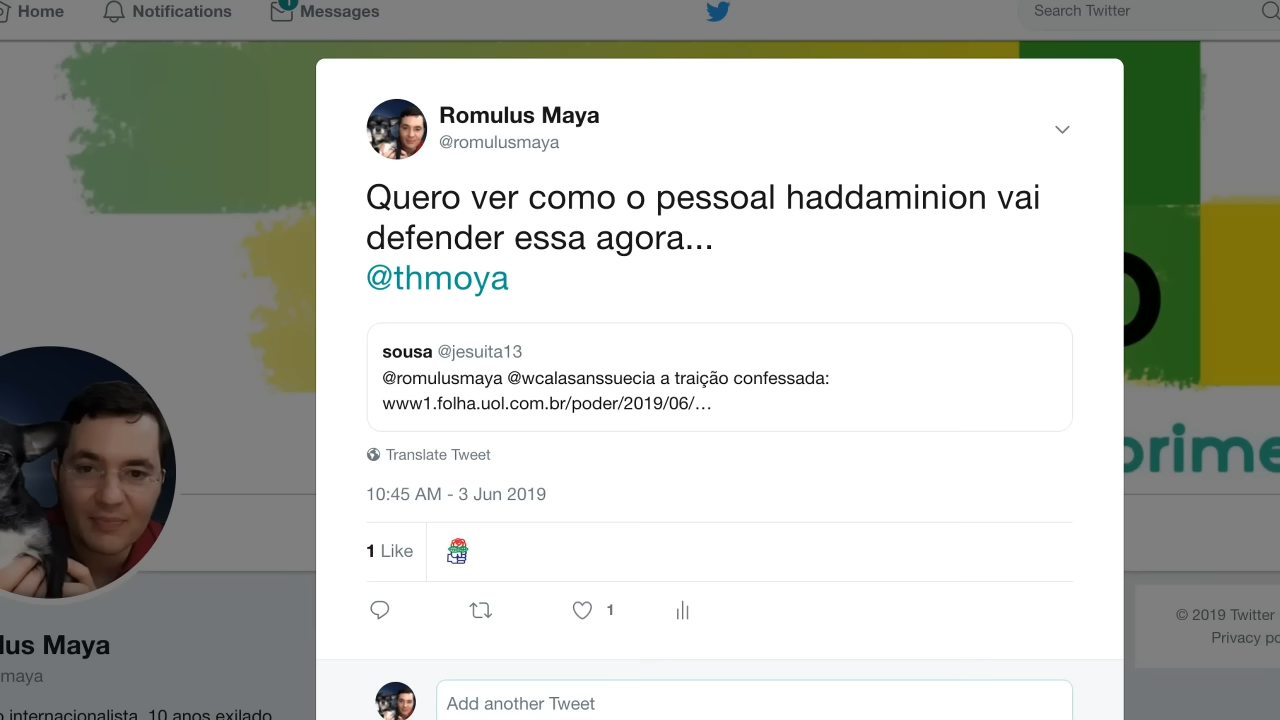 Home
Notifications
1
Messages
Search Twitter
Romulus Maya
@romulusmaya
Quero ver como o pessoal haddaminion vai
defender essa agora...
@thmoya
sousa @jesuita13
@romulusmaya @wcalasanssuecia a traição confessada:
www1.folha.uol.com.br/poder/2019/06/…
Translate Tweet
10:45 AM - 3 Jun 2019
1 Like
1
Add another Tweet
lus Maya
maya
o internacionalista, 10 anos exilado
prime
© 2019 Twitter
Privacy po